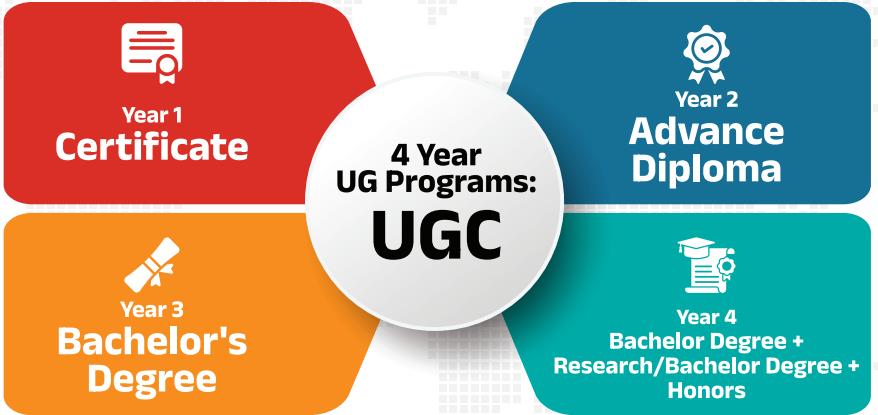 Year 1
Certificate
Year 2
Advance
Diploma
4 Year
UG Programs:
UGC
Year 3
Bachelor's
Degree
Year 4
Bachelor Degree +
Research/Bachelor Degree +
Honors